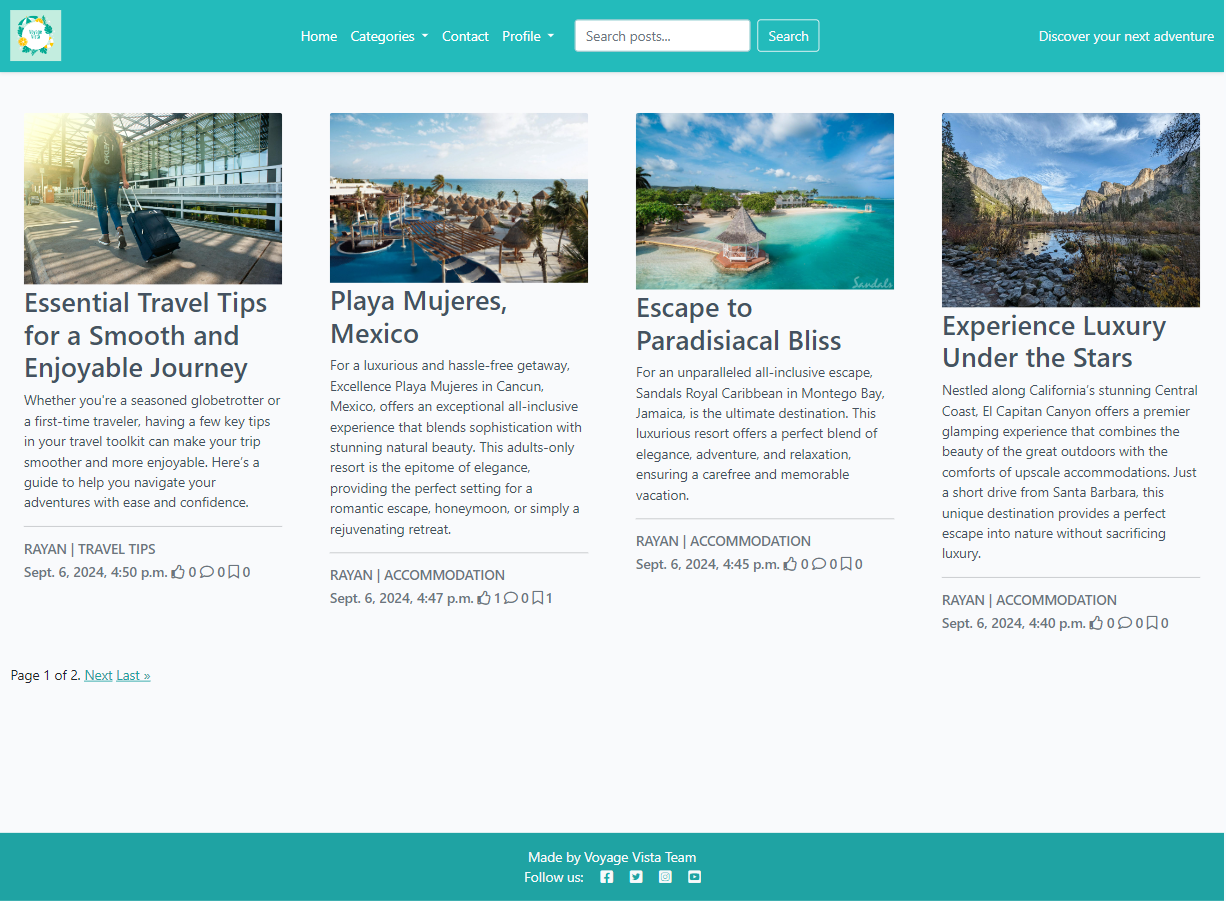 VOYAGE
VISTA
Home Categories Contact Profile Search posts... Search Discover your next adventure
Essential Travel Tips
for a Smooth and
Enjoyable Journey
Whether you're a seasoned globetrotter or
a first-time traveler, having a few key tips
in your travel toolkit can make your trip
smoother and more enjoyable. Here's a
guide to help you navigate your
adventures with ease and confidence.
RAYAN | TRAVEL TIPS
Sept. 6, 2024, 4:50 p.m. 0 0 0
Playa Mujeres,
Mexico
For a luxurious and hassle-free getaway,
Excellence Playa Mujeres in Cancun,
Mexico, offers an exceptional all-inclusive
experience that blends sophistication with
stunning natural beauty. This adults-only
resort is the epitome of elegance,
providing the perfect setting for a
romantic escape, honeymoon, or simply a
rejuvenating retreat.
RAYAN | ACCOMMODATION
Sept. 6, 2024, 4:47 p.m. 1 0 1
Sandals
Escape to
Paradisiacal Bliss
For an unparalleled all-inclusive escape,
Sandals Royal Caribbean in Montego Bay,
Jamaica, is the ultimate destination. This
luxurious resort offers a perfect blend of
elegance, adventure, and relaxation,
ensuring a carefree and memorable
vacation.
RAYAN | ACCOMMODATION
Sept. 6, 2024, 4:45 p.m. 0 0 0
Experience Luxury
Under the Stars
Nestled along California's stunning Central
Coast, El Capitan Canyon offers a premier
glamping experience that combines the
beauty of the great outdoors with the
comforts of upscale accommodations. Just
a short drive from Santa Barbara, this
unique destination provides a perfect
escape into nature without sacrificing
luxury.
RAYAN | ACCOMMODATION
Sept. 6, 2024, 4:40 p.m. 0 0 0
Page 1 of 2. Next Last »
Made by Voyage Vista Team
Follow us: